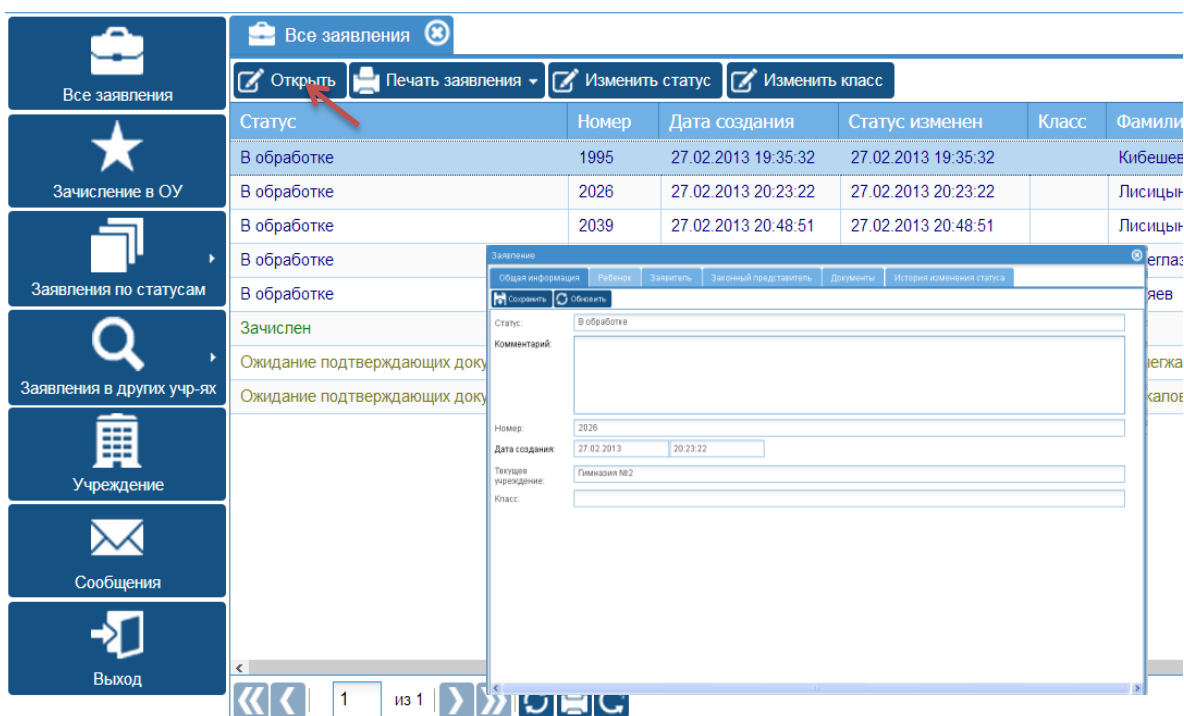 Все заявления
Зачисление в ОУ
Заявления по статусам
Заявления в других учр-ях
Учреждение
Сообщения
Выход
Все заявления
Открыть Печать заявления Изменить статус Изменить класс
Статус Номер Дата создания Статус изменен Класс Фамили
В обработке 1995 27.02.2013 19:35:32 27.02.2013 19:35:32 Кибешев
В обработке 2026 27.02.2013 20:23:22 27.02.2013 20:23:22 Лисицын
В обработке 2039 27.02.2013 20:48:51 27.02.2013 20:48:51 Лисицын
В обработке
В обработке яев
Зачислен
Ожидание подтверждающих доку
Ожидание подтверждающих доку
Заявление
Общая информация Ребенок Заявитель Законный представитель Документы История изменения статуса
Сохранить Обновить
Статус: В обработке
Комментарий:
Номер: 2026
Дата создания: 27.02.2013 20:23:22
Текущее
учреждение: Гимназия №2
Класс:
1 из 1